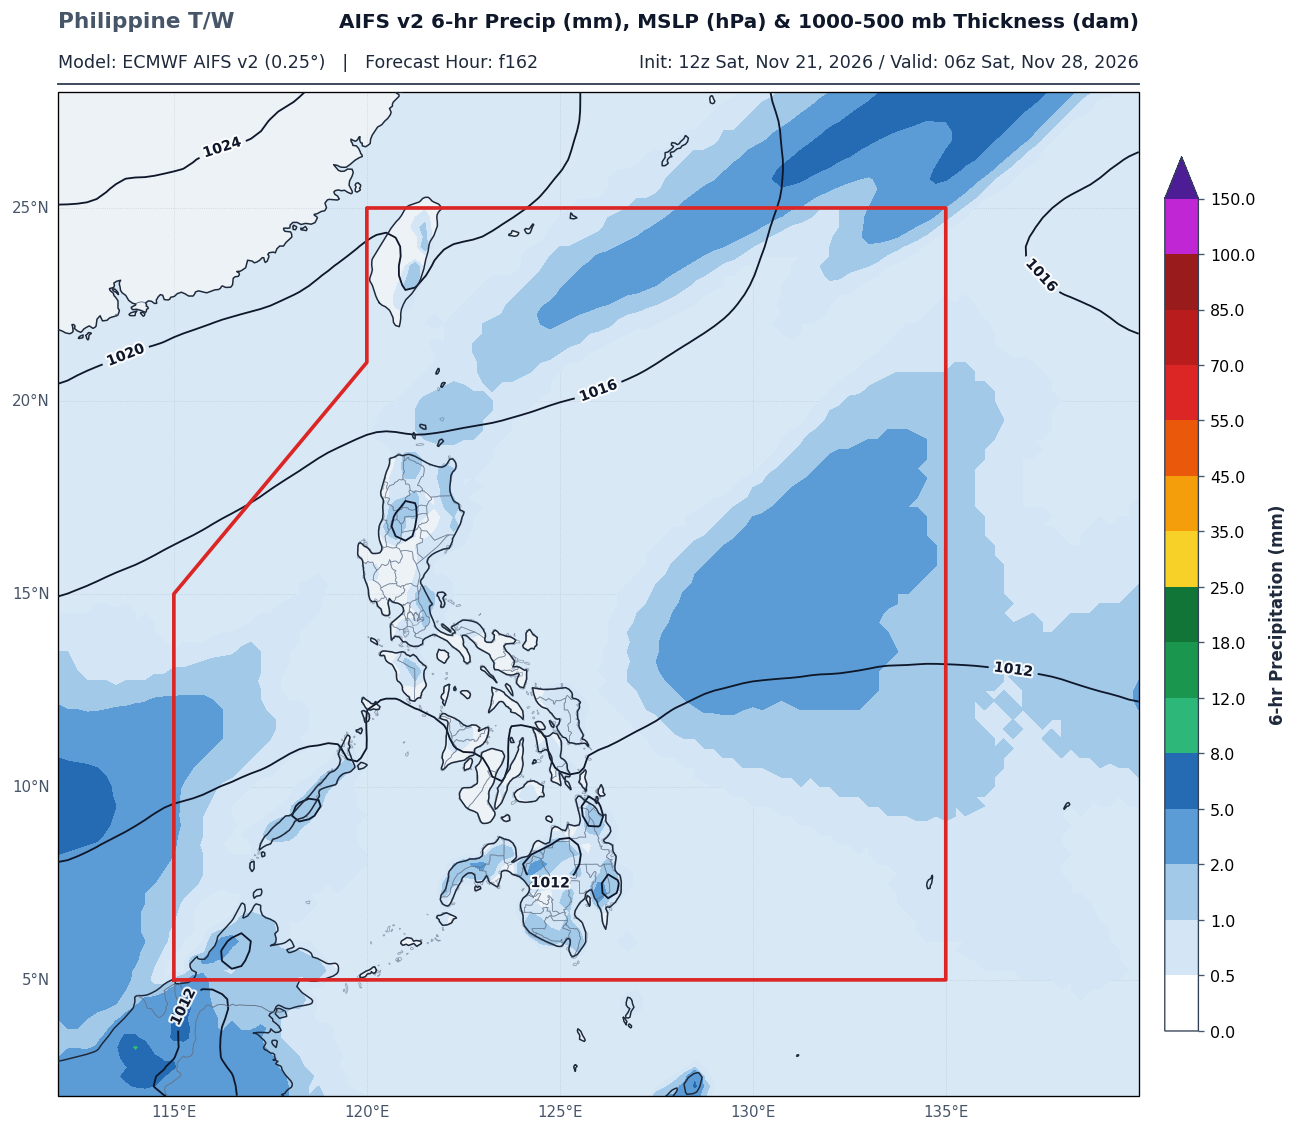 Philippine T/W
AIFS v2 6-hr Precip (mm), MSLP (hPa) & 1000-500 mb Thickness (dam)
Model: ECMWF AIFS v2 (0.25°) | Forecast Hour: f162
Init: 12z Sat, Nov 21, 2026 / Valid: 06z Sat, Nov 28, 2026
1024
1020
1016
1016
1012
1012
1012
25°N
20°N
15°N
10°N
5°N
115°E
120°E
125°E
130°E
135°E
150.0
100.0
85.0
70.0
55.0
45.0
35.0
25.0
18.0
12.0
8.0
5.0
2.0
1.0
0.5
0.0
6-hr Precipitation (mm)